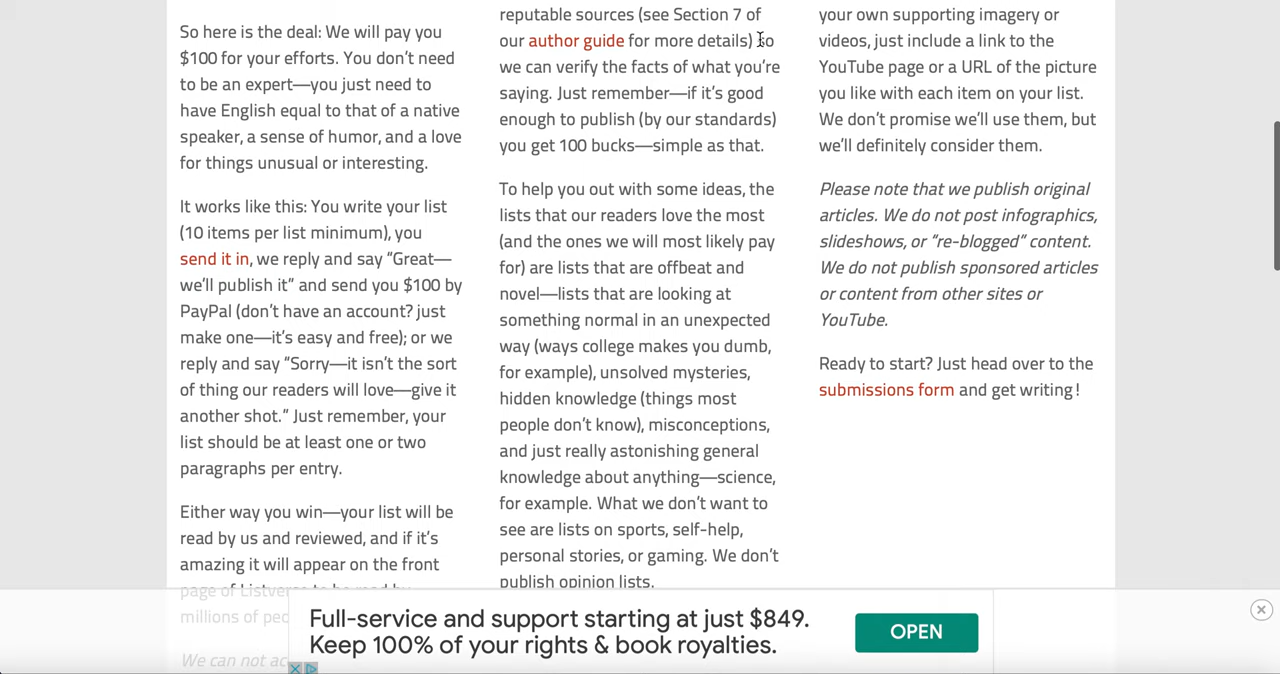 So here is the deal: We will pay you
$100 for your efforts. You don’t need
to be an expert—you just need to
have English equal to that of a native
speaker, a sense of humor, and a love
for things unusual or interesting.
It works like this: You write your list
(10 items per list minimum), you
send it in, we reply and say “Great—
we’ll publish it” and send you $100 by
PayPal (don’t have an account? just
make one—it’s easy and free); or we
reply and say “Sorry—it isn’t the sort
of thing our readers will love—give it
another shot.” Just remember, your
list should be at least one or two
paragraphs per entry.
Either way you win—your list will be
read by us and reviewed, and if it’s
amazing it will appear on the front
page of Listverse to be read by
millions of
We can not
reputable sources (see Section 7 of
our author guide for more details) so
we can verify the facts of what you’re
saying. Just remember—if it’s good
enough to publish (by our standards)
you get 100 bucks—simple as that.
To help you out with some ideas, the
lists that our readers love the most
(and the ones we will most likely pay
for) are lists that are offbeat and
novel—lists that are looking at
something normal in an unexpected
way (ways college makes you dumb,
for example), unsolved mysteries,
hidden knowledge (things most
people don’t know), misconceptions,
and just really astonishing general
knowledge about anything—science,
for example. What we don’t want to
see are lists on sports, self-help,
personal stories, or gaming. We don’t
publish opinion lists.
your own supporting imagery or
videos, just include a link to the
YouTube page or a URL of the picture
you like with each item on your list.
We don’t promise we’ll use them, but
we’ll definitely consider them.
Please note that we publish original
articles. We do not post infographics,
slideshows, or “re-blogged” content.
We do not publish sponsored articles
or content from other sites or
YouTube.
Ready to start? Just head over to the
submissions form and get writing!
Full-service and support starting at just $849.
Keep 100% of your rights & book royalties.
OPEN